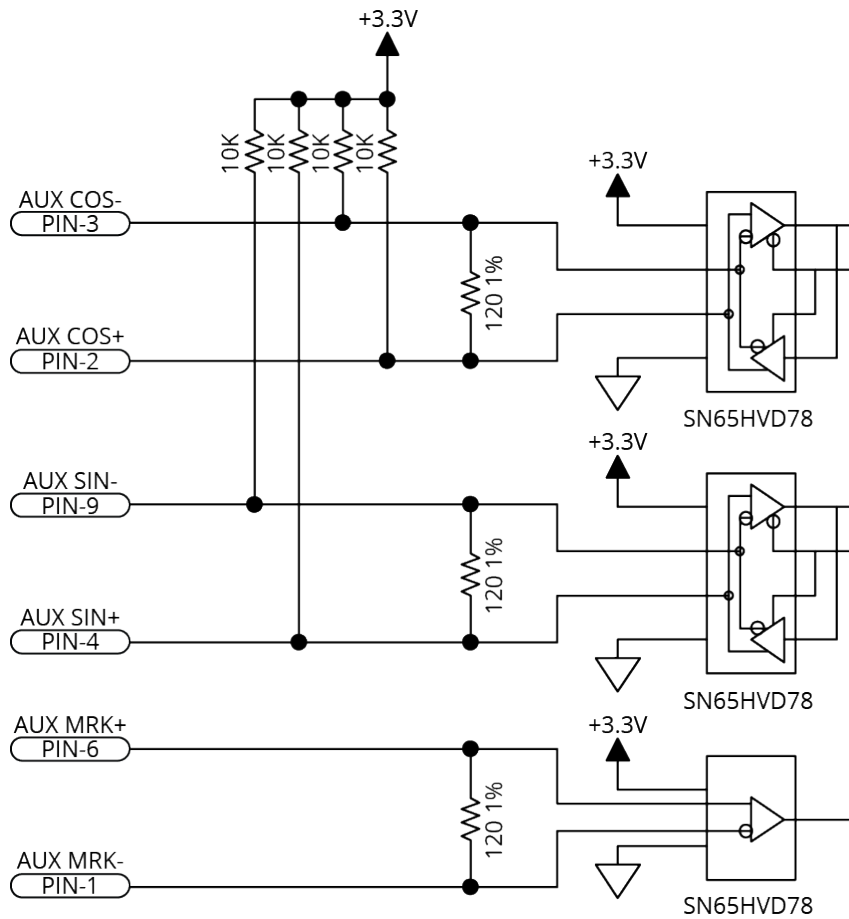 +3.3V
10K
10K
10K
10K
+3.3V
AUX COS-
PIN-3
120 1%
AUX COS+
PIN-2
SN65HVD78
+3.3V
AUX SIN-
PIN-9
120 1%
AUX SIN+
PIN-4
SN65HVD78
AUX MRK+
+3.3V
PIN-6
120 1%
AUX MRK-
PIN-1
SN65HVD78